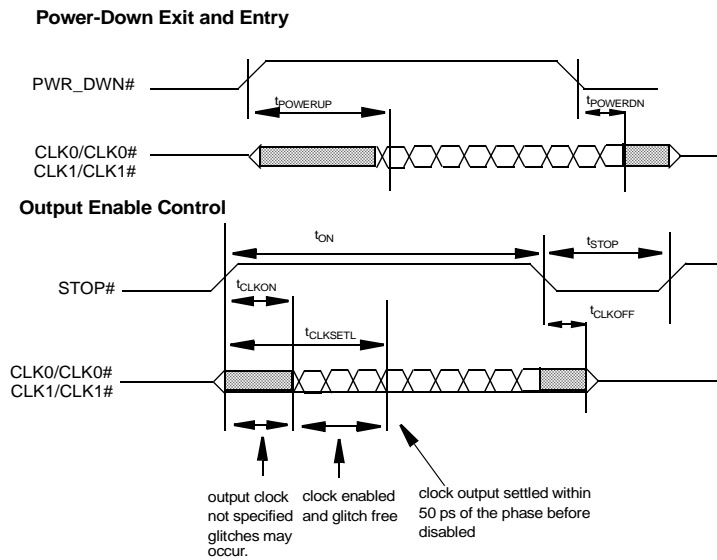 Power-Down Exit and Entry
PWR_DWN#
tPOWERUP
tPOWERDN
CLK0/CLK0#
CLK1/CLK1#
Output Enable Control
tON
tSTOP
STOP#
tCLKON
tCLKOFF
tCLKSETL
CLK0/CLK0#
CLK1/CLK1#
output clock
not specified
glitches may
occur.
clock enabled
and glitch free
clock output settled within
50 ps of the phase before
disabled